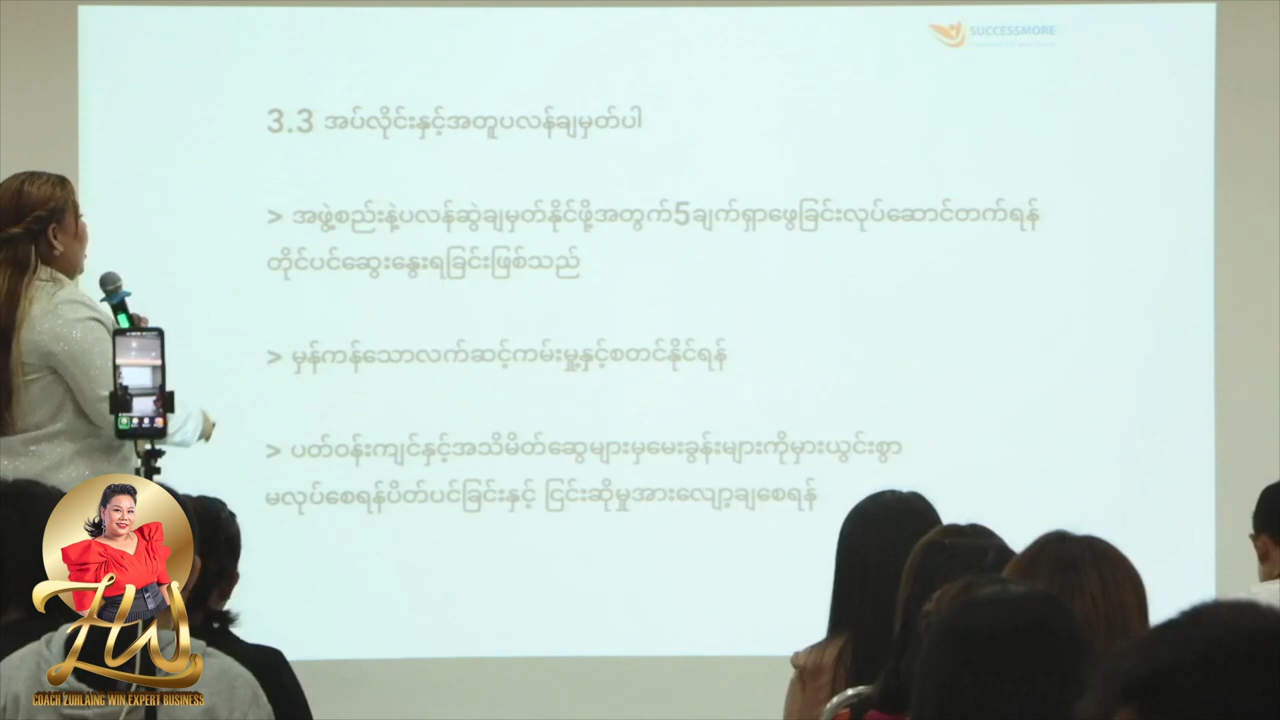 SUCCESSMORE
3.3 အပ်လိုင်းနှင့်အတူပလန်ချမှတ်ပါ
> အဖွဲ့စည်းနဲ့ပလန်ဆွဲချမှတ်နိုင်ဖို့အတွက်5ချက်ရှာဖွေခြင်းလုပ်ဆောင်တက်ရန်
တိုင်ပင်ဆွေးနွေးရခြင်းဖြစ်သည်
> မှန်ကန်သောလက်ဆင့်ကမ်းမှု့နှင့်စတင်နိုင်ရန်
> ပတ်ဝန်းကျင်နှင့်အသိမိတ်ဆွေများမှမေးခွန်းများကိုမှားယွင်းစွာ
မလုပ်စေရန်ပိတ်ပင်ခြင်းနှင့် ငြင်းဆိုမှုအားလျော့ချစေရန်
ZW
COACH ZUHLAING WIN EXPERT BUSINESS